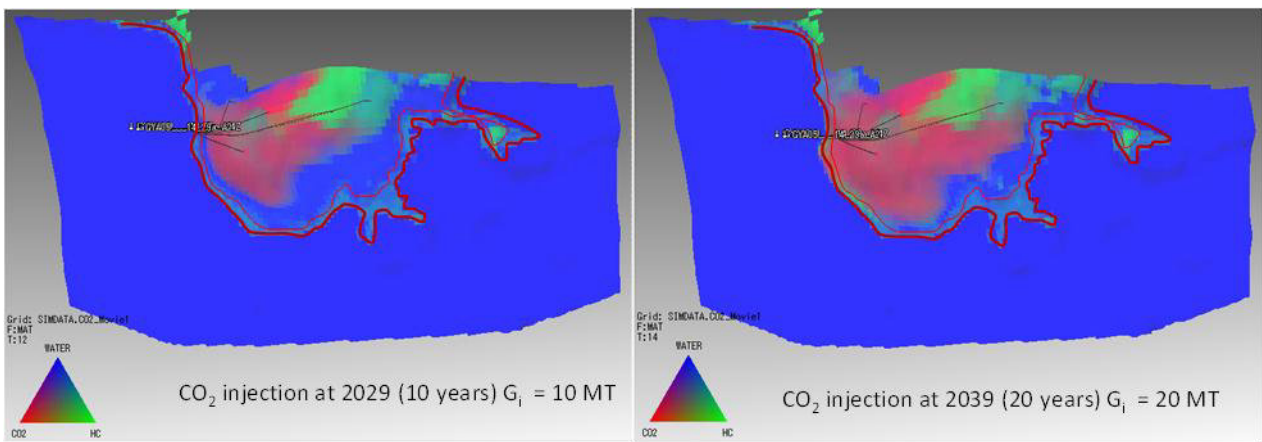 Grid: SIMDATA.CO2_Movie1
F:MAT
T:12
WATER
CO2
HC
CO₂ injection at 2029 (10 years) Gᵢ = 10 MT
Grid: SIMDATA.CO2_Movie1
F:MAT
T:14
WATER
CO2
HC
CO₂ injection at 2039 (20 years) Gᵢ = 20 MT